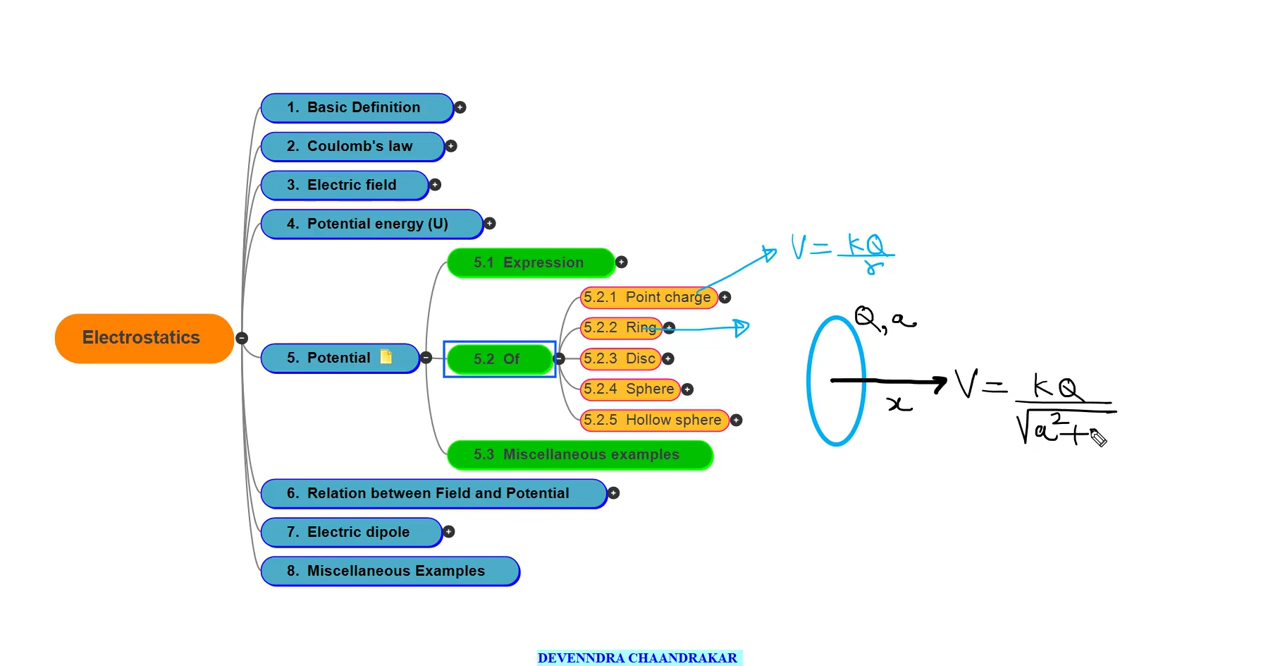 Electrostatics
1. Basic Definition
2. Coulomb's law
3. Electric field
4. Potential energy (U)
5. Potential
5.1 Expression
5.2 Of
5.2.1 Point charge
5.2.2 Ring
5.2.3 Disc
5.2.4 Sphere
5.2.5 Hollow sphere
5.3 Miscellaneous examples
6. Relation between Field and Potential
7. Electric dipole
8. Miscellaneous Examples
V = kQ
r
Q, a
x
V = kQ
√a² +
DEVENNDRA CHAANDRAKAR